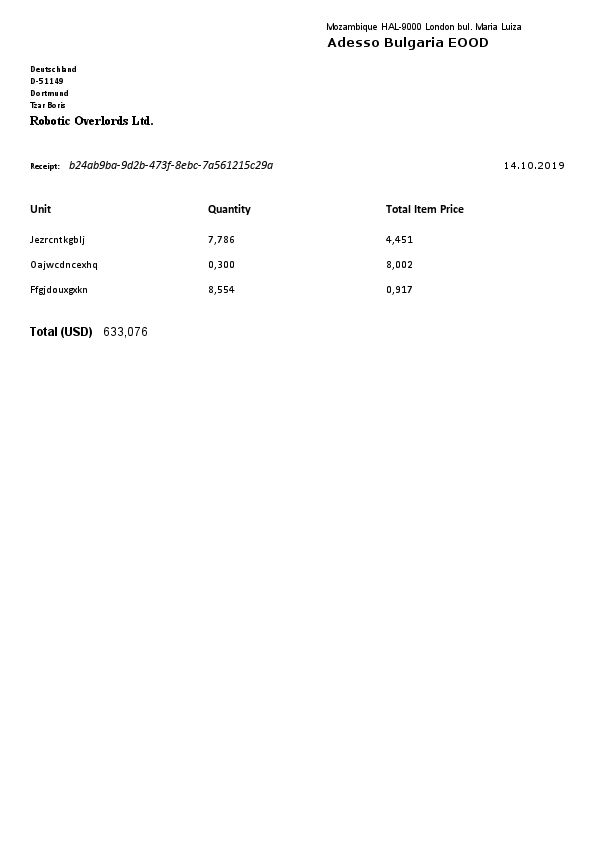 Mozambique HAL-9000 London bul. Maria Luiza
Adesso Bulgaria EOOD
Deutschland
D-51149
Dortmund
Tzar Boris
Robotic Overlords Ltd.
Receipt: b24ab9ba-9d2b-473f-8ebc-7a561215c29a 14.10.2019
Unit Quantity Total Item Price
Jezrcntkgblj 7,786 4,451
Oajwcdncexhq 0,300 8,002
Ffgjdouxgxkn 8,554 0,917
Total (USD) 633,076